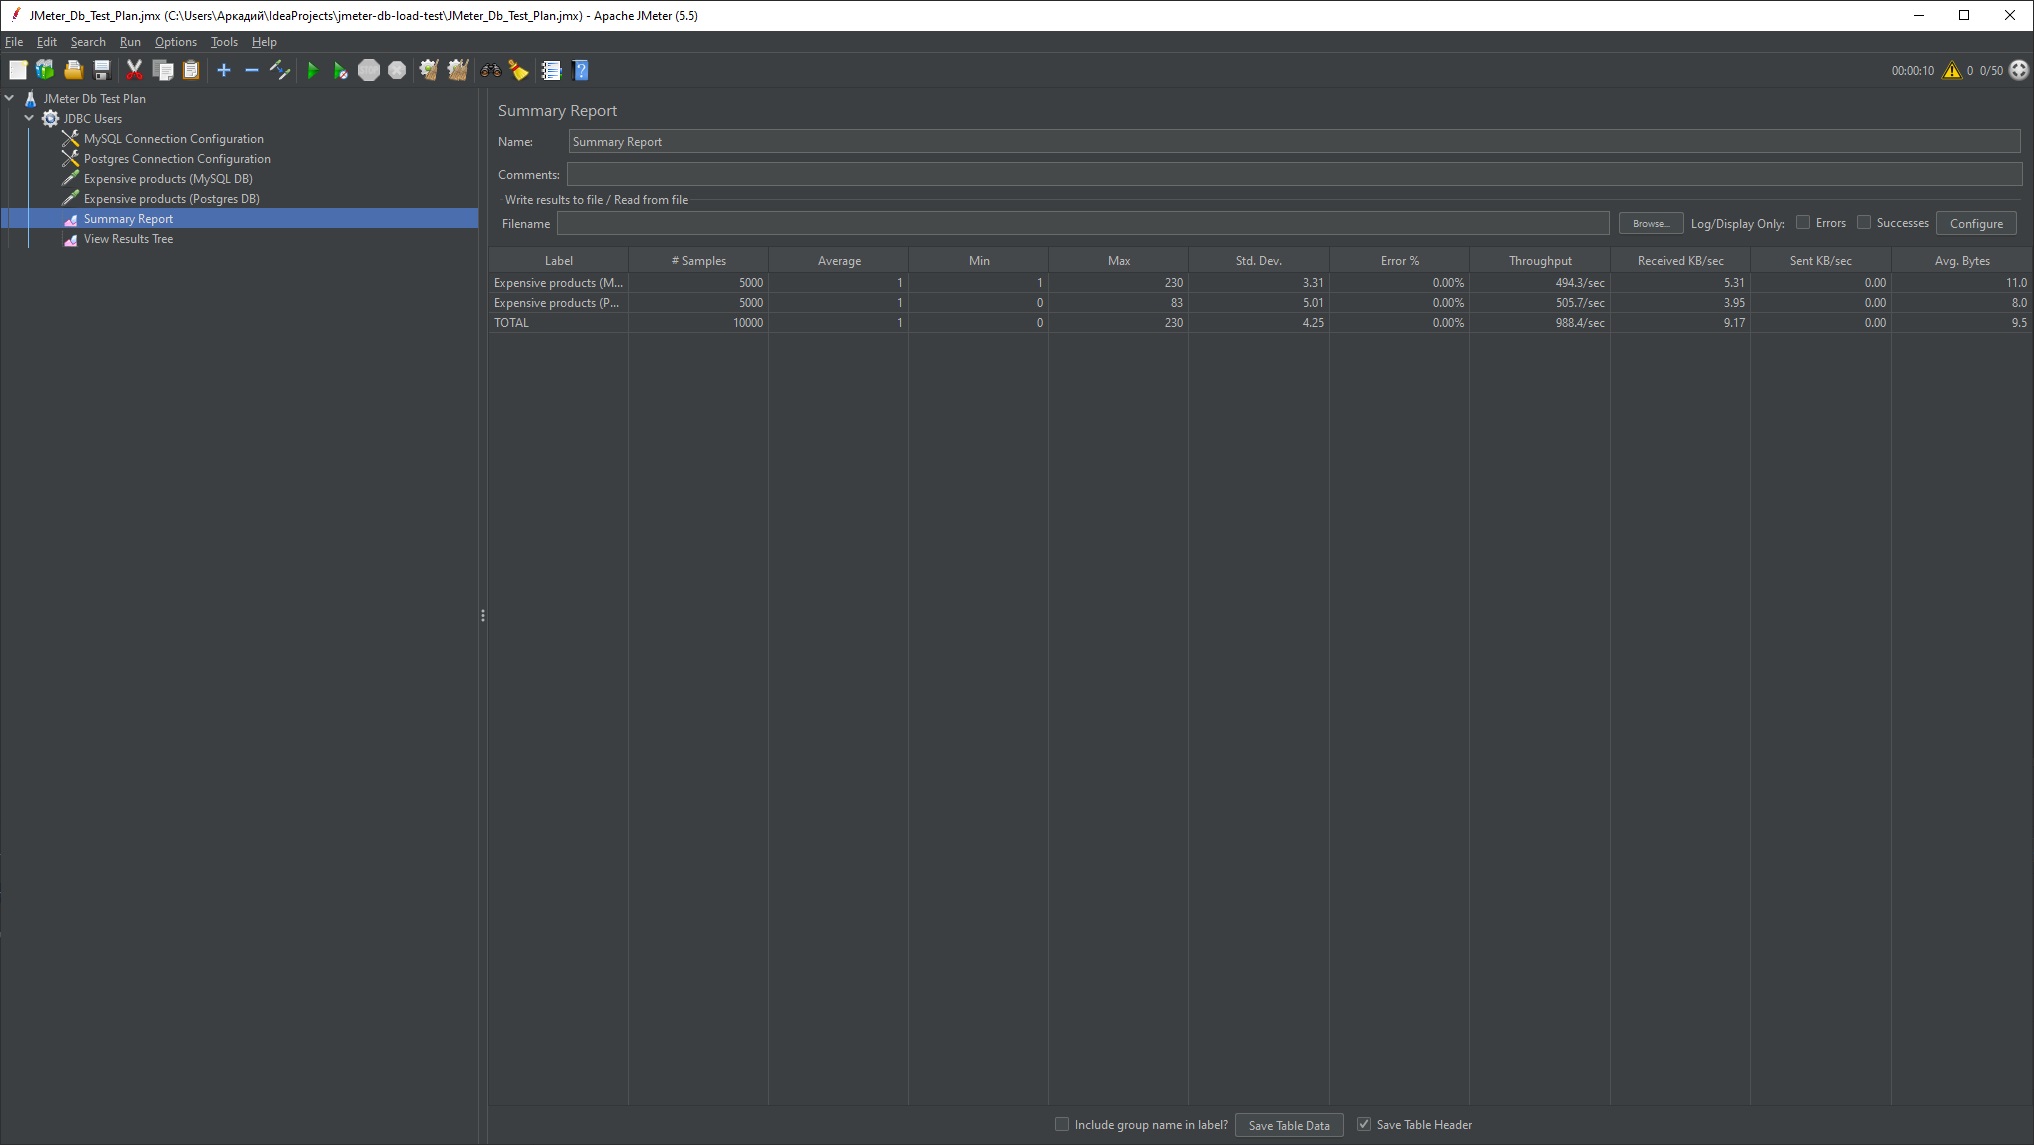 JMeter_Db_Test_Plan.jmx (C:\Users\Аркадий\IdeaProjects\jmeter-db-load-test\JMeter_Db_Test_Plan.jmx) - Apache JMeter (5.5)
File Edit Search Run Options Tools Help
STOP 00:00:10 0 0/50
JMeter Db Test Plan
JDBC Users
MySQL Connection Configuration
Postgres Connection Configuration
Expensive products (MySQL DB)
Expensive products (Postgres DB)
Summary Report
View Results Tree
Summary Report
Name: Summary Report
Comments:
Write results to file / Read from file
Filename Browse... Log/Display Only: Errors Successes Configure
Label # Samples Average Min Max Std. Dev. Error % Throughput Received KB/sec Sent KB/sec Avg. Bytes
Expensive products (M... 5000 1 1 230 3.31 0.00% 494.3/sec 5.31 0.00 11.0
Expensive products (P... 5000 1 0 83 5.01 0.00% 505.7/sec 3.95 0.00 8.0
TOTAL 10000 1 0 230 4.25 0.00% 988.4/sec 9.17 0.00 9.5
Include group name in label? Save Table Data Save Table Header